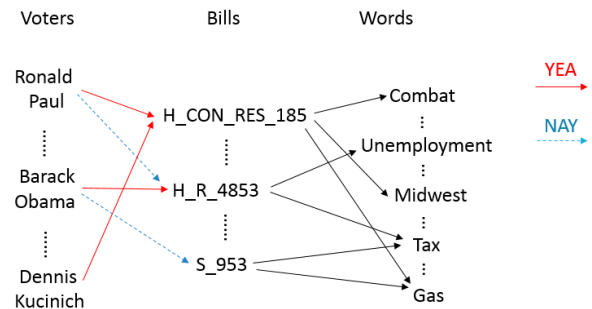 Voters
Bills
Words
Ronald
Paul
Barack
Obama
Dennis
Kucinich
H_CON_RES_185
H_R_4853
S_953
Combat
Unemployment
Midwest
Tax
Gas
YEA
NAY